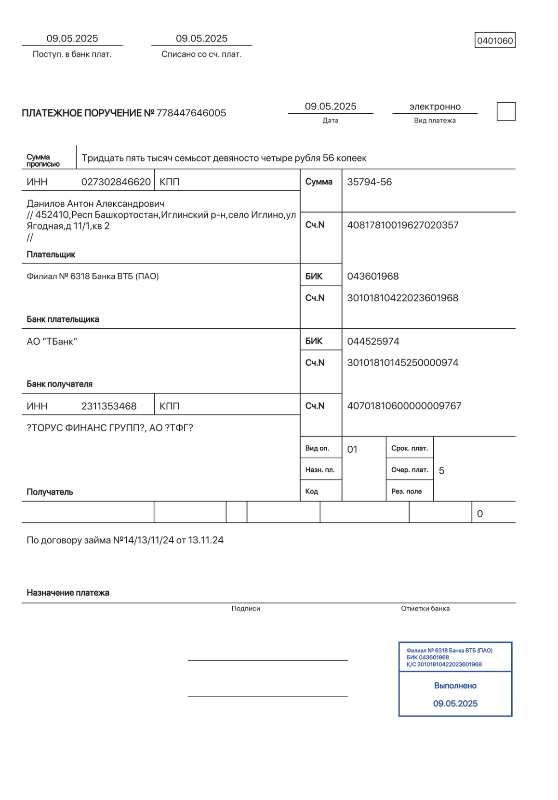 09.05.2025 09.05.2025 0401060
Поступ. в банк плат. Списано со сч. плат.
ПЛАТЕЖНОЕ ПОРУЧЕНИЕ № 778447646005 09.05.2025 электронно
Дата Вид платежа
Сумма прописью Тридцать пять тысяч семьсот девяносто четыре рубля 56 копеек
ИНН 027302846620 КПП Сумма 35794-56
Данилов Антон Александрович
// 452410,Респ Башкортостан,Иглинский р-н,село Иглино,ул
Ягодная,д 11/1,кв 2 Сч.N 40817810019627020357
//
Плательщик
Филиал № 6318 Банка ВТБ (ПАО) БИК 043601968
Сч.N 30101810422023601968
Банк плательщика
АО "ТБанк" БИК 044525974
Сч.N 30101810145250000974
Банк получателя
ИНН 2311353468 КПП Сч.N 40701810600000009767
?ТОРУС ФИНАНС ГРУПП?, АО ?ТФГ?
Вид оп. 01 Срок. плат.
Назн. пл. Очер. плат. 5
Получатель Код Рез. поле
0
По договору займа №14/13/11/24 от 13.11.24
Назначение платежа
Подписи Отметки банка
Филиал № 6318 Банка ВТБ (ПАО)
БИК 043601968
К/С 30101810422023601968
Выполнено
09.05.2025